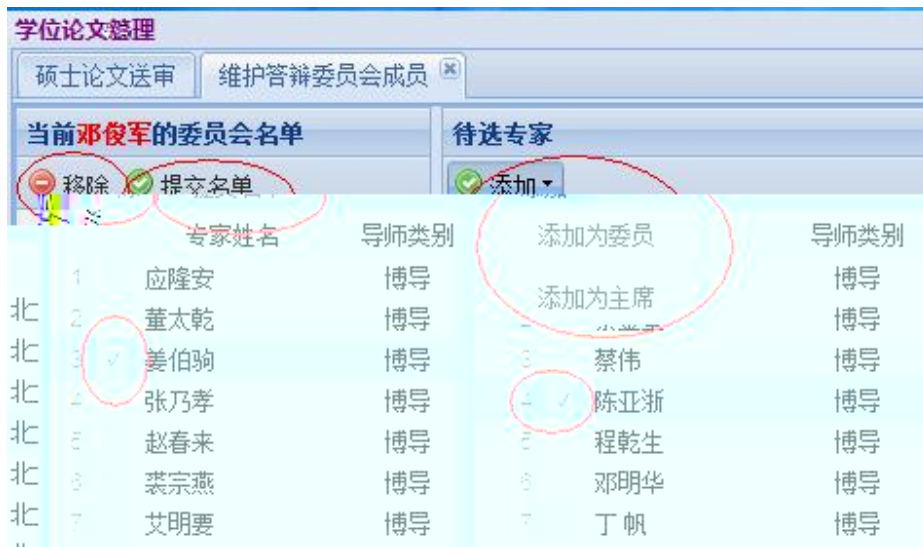 学位论文管理
硕士论文送审 维护答辩委员会成员
当前邓俊军的委员会名单 待选专家
移除 提交名单 添加
专家姓名 导师类别 添加为委员 导师类别
1 应隆安 博导 博导
添加为主席
北 2 董太乾 博导 博导
北 3 ✓ 姜伯驹 博导 3 蔡伟 博导
北 4 张乃孝 博导 4 ✓ 陈亚浙 博导
北 5 赵春来 博导 5 程乾生 博导
北 6 裘宗燕 博导 6 邓明华 博导
北 7 艾明要 博导 7 丁帆 博导